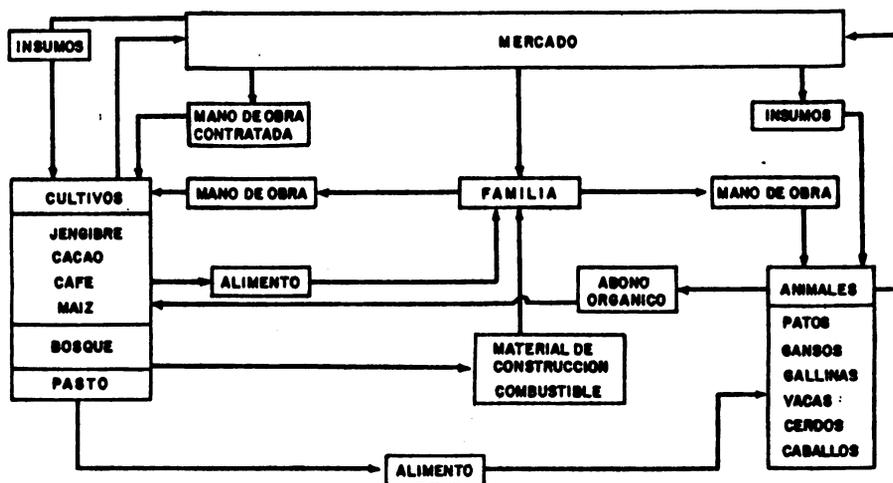 MERCADO
INSUMOS
MANO DE OBRA
CONTRATADA
INSUMOS
CULTIVOS
MANO DE OBRA
FAMILIA
MANO DE OBRA
JENGIBRE
CACAO
CAFE
MAIZ
ALIMENTO
ABONO
ORGANICO
ANIMALES
BOSQUE
PASTO
MATERIAL DE
CONSTRUCCION
COMBUSTIBLE
PATOS
GANSOS
GALLINAS
VACAS
CERDOS
CABALLOS
ALIMENTO